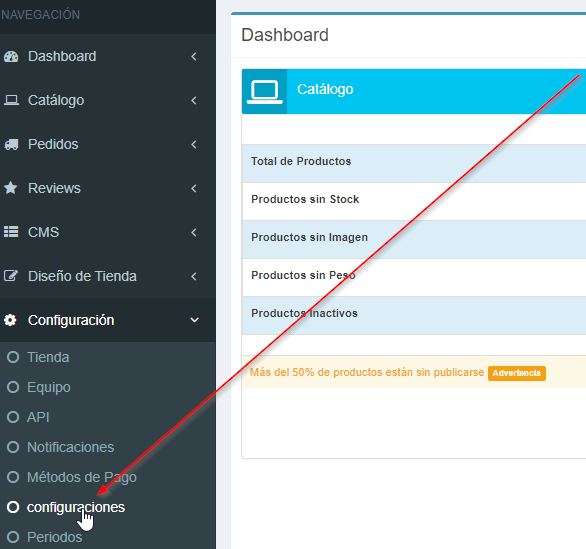 NAVEGACIÓN
Dashboard
Catálogo
Pedidos
Reviews
CMS
Diseño de Tienda
Configuración
Tienda
Equipo
API
Notificaciones
Métodos de Pago
configuraciones
Periodos
Dashboard
Catálogo
Total de Productos
Productos sin Stock
Productos sin Imagen
Productos sin Peso
Productos Inactivos
Más del 50% de productos están sin publicarse Advertencia